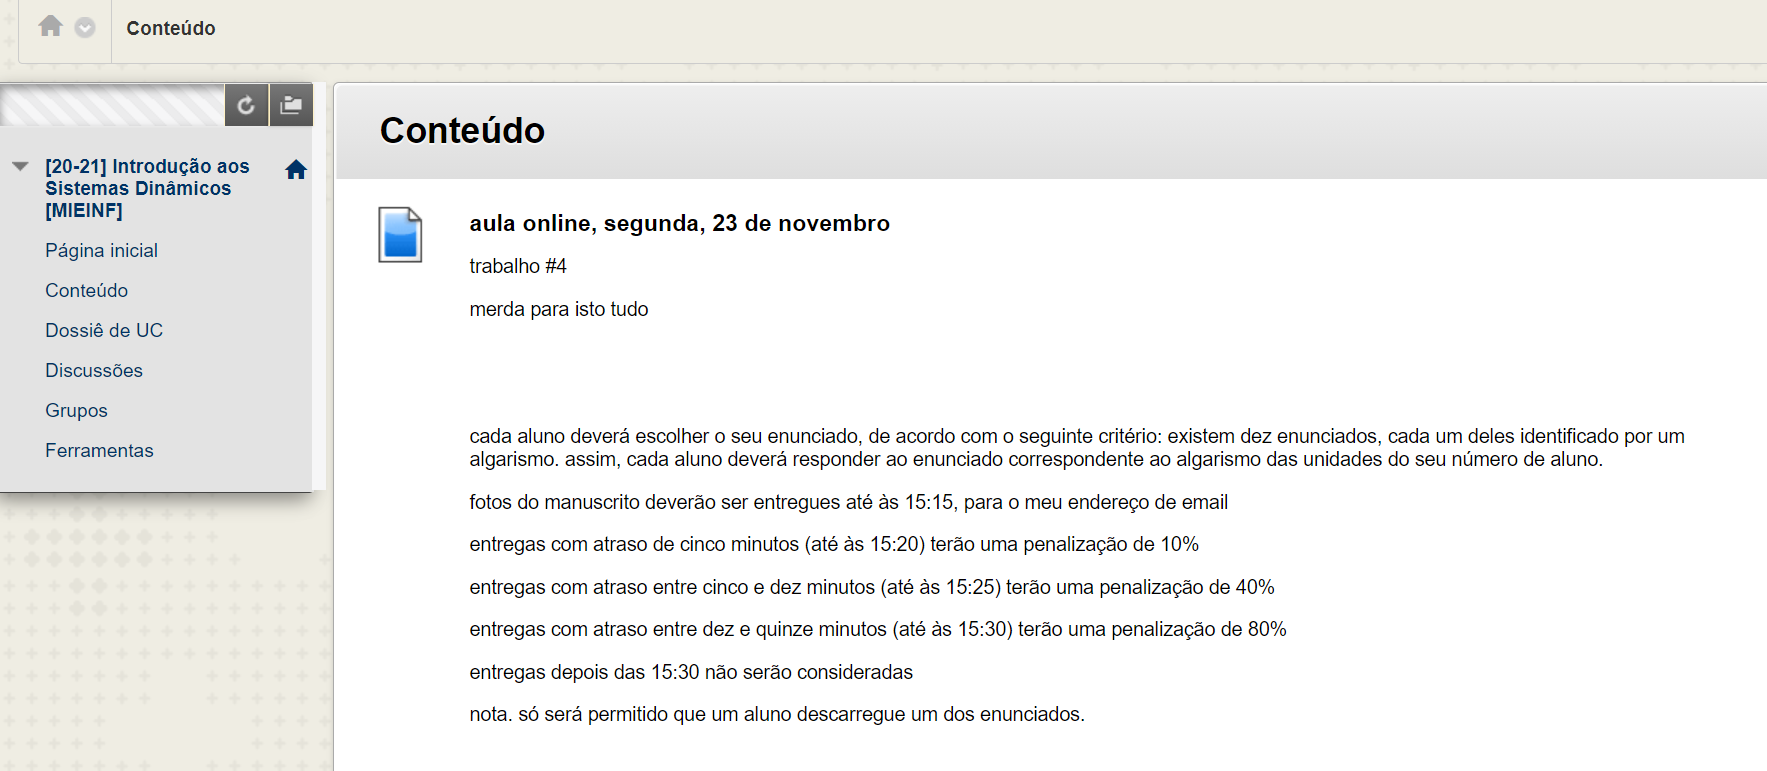 Conteúdo
[20-21] Introdução aos
Sistemas Dinâmicos
[MIEINF]
Página inicial
Conteúdo
Dossiê de UC
Discussões
Grupos
Ferramentas
Conteúdo
aula online, segunda, 23 de novembro
trabalho #4
merda para isto tudo
cada aluno deverá escolher o seu enunciado, de acordo com o seguinte critério: existem dez enunciados, cada um deles identificado por um
algarismo. assim, cada aluno deverá responder ao enunciado correspondente ao algarismo das unidades do seu número de aluno.
fotos do manuscrito deverão ser entregues até às 15:15, para o meu endereço de email
entregas com atraso de cinco minutos (até às 15:20) terão uma penalização de 10%
entregas com atraso entre cinco e dez minutos (até às 15:25) terão uma penalização de 40%
entregas com atraso entre dez e quinze minutos (até às 15:30) terão uma penalização de 80%
entregas depois das 15:30 não serão consideradas
nota. só será permitido que um aluno descarregue um dos enunciados.